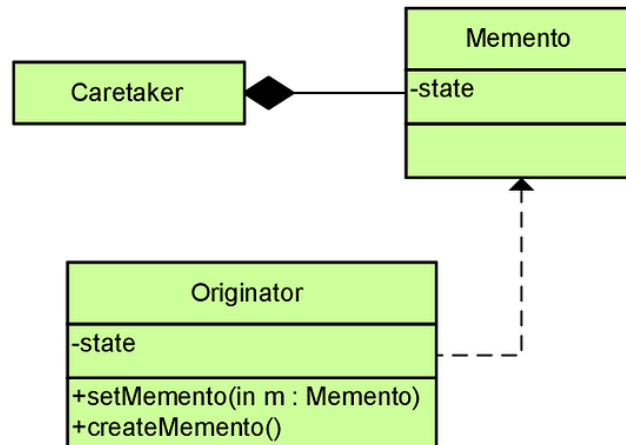 Memento
Caretaker
-state
Originator
-state
+setMemento(in m : Memento)
+createMemento()